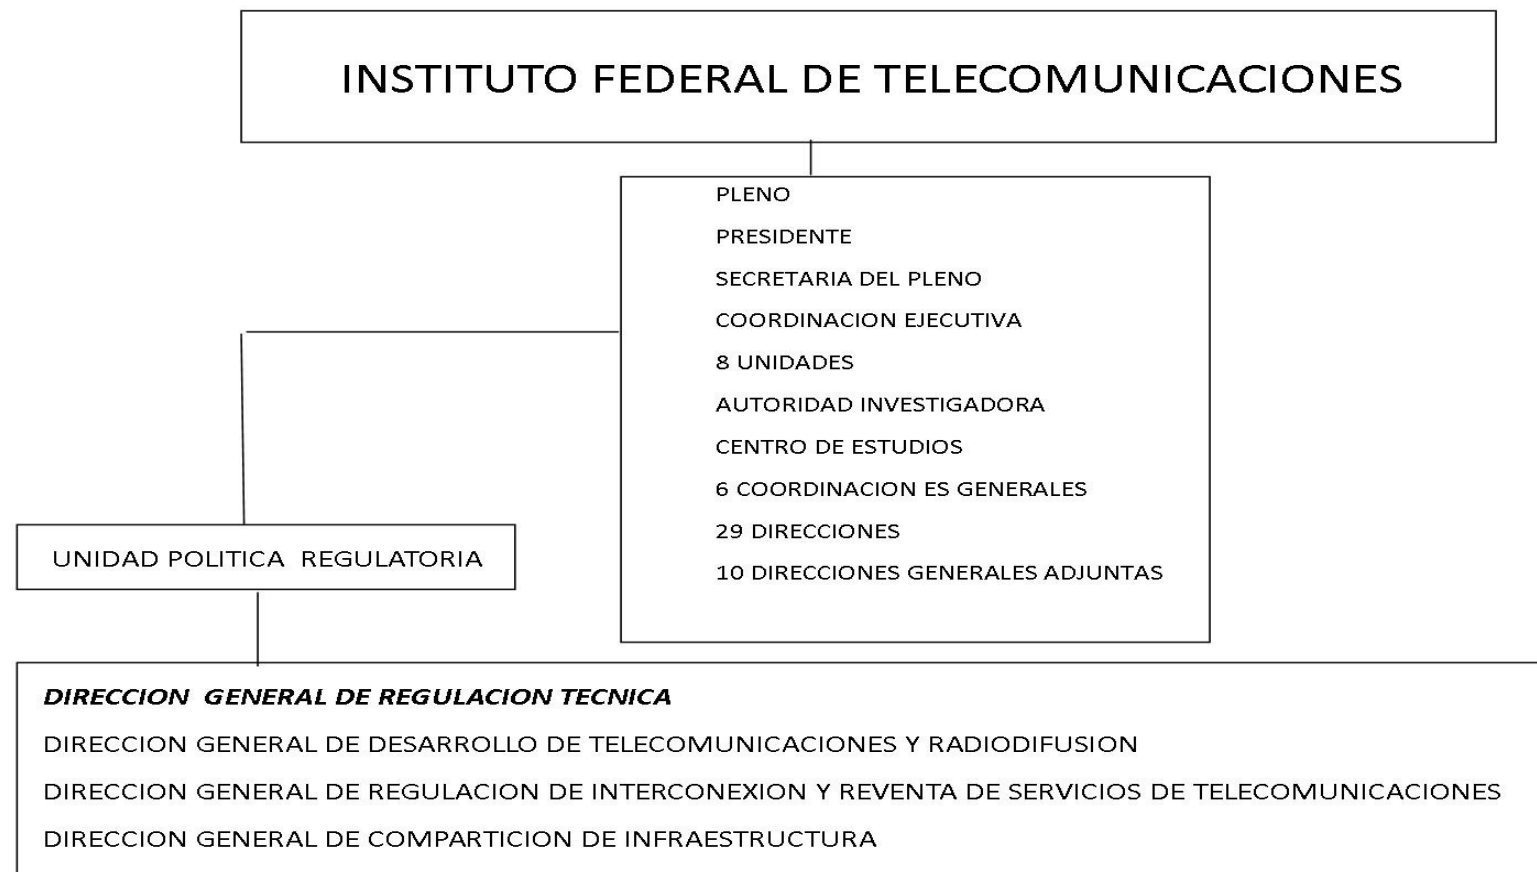 INSTITUTO FEDERAL DE TELECOMUNICACIONES
PLENO
PRESIDENTE
SECRETARIA DEL PLENO
COORDINACION EJECUTIVA
8 UNIDADES
AUTORIDAD INVESTIGADORA
CENTRO DE ESTUDIOS
6 COORDINACION ES GENERALES
29 DIRECCIONES
10 DIRECCIONES GENERALES ADJUNTAS
UNIDAD POLITICA  REGULATORIA
DIRECCION  GENERAL DE REGULACION TECNICA
DIRECCION GENERAL DE DESARROLLO DE TELECOMUNICACIONES Y RADIODIFUSION
DIRECCION GENERAL DE REGULACION DE INTERCONEXION Y REVENTA DE SERVICIOS DE TELECOMUNICACIONES
DIRECCION GENERAL DE COMPARTICION DE INFRAESTRUCTURA